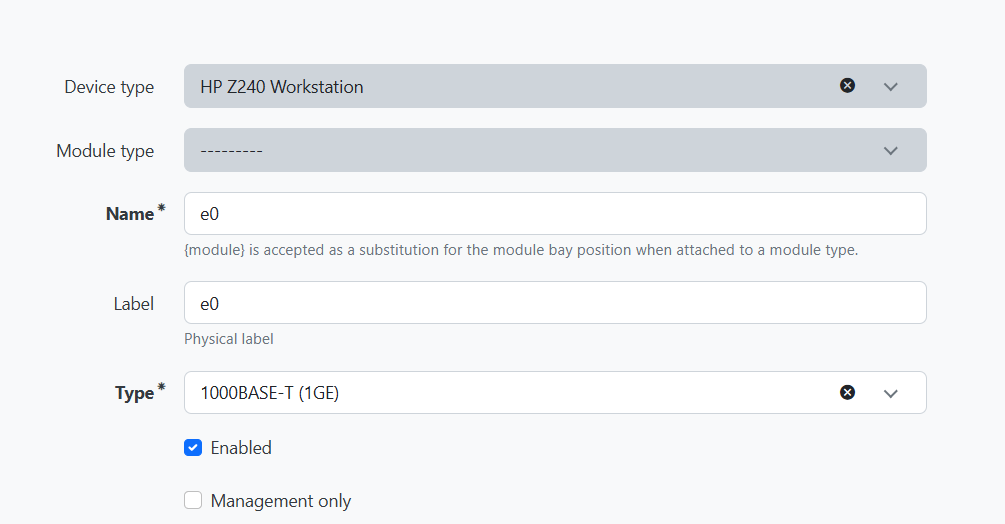 Device type
HP Z240 Workstation
Module type
---------
Name*
e0
{module} is accepted as a substitution for the module bay position when attached to a module type.
Label
e0
Physical label
Type*
1000BASE-T (1GE)
Enabled
Management only